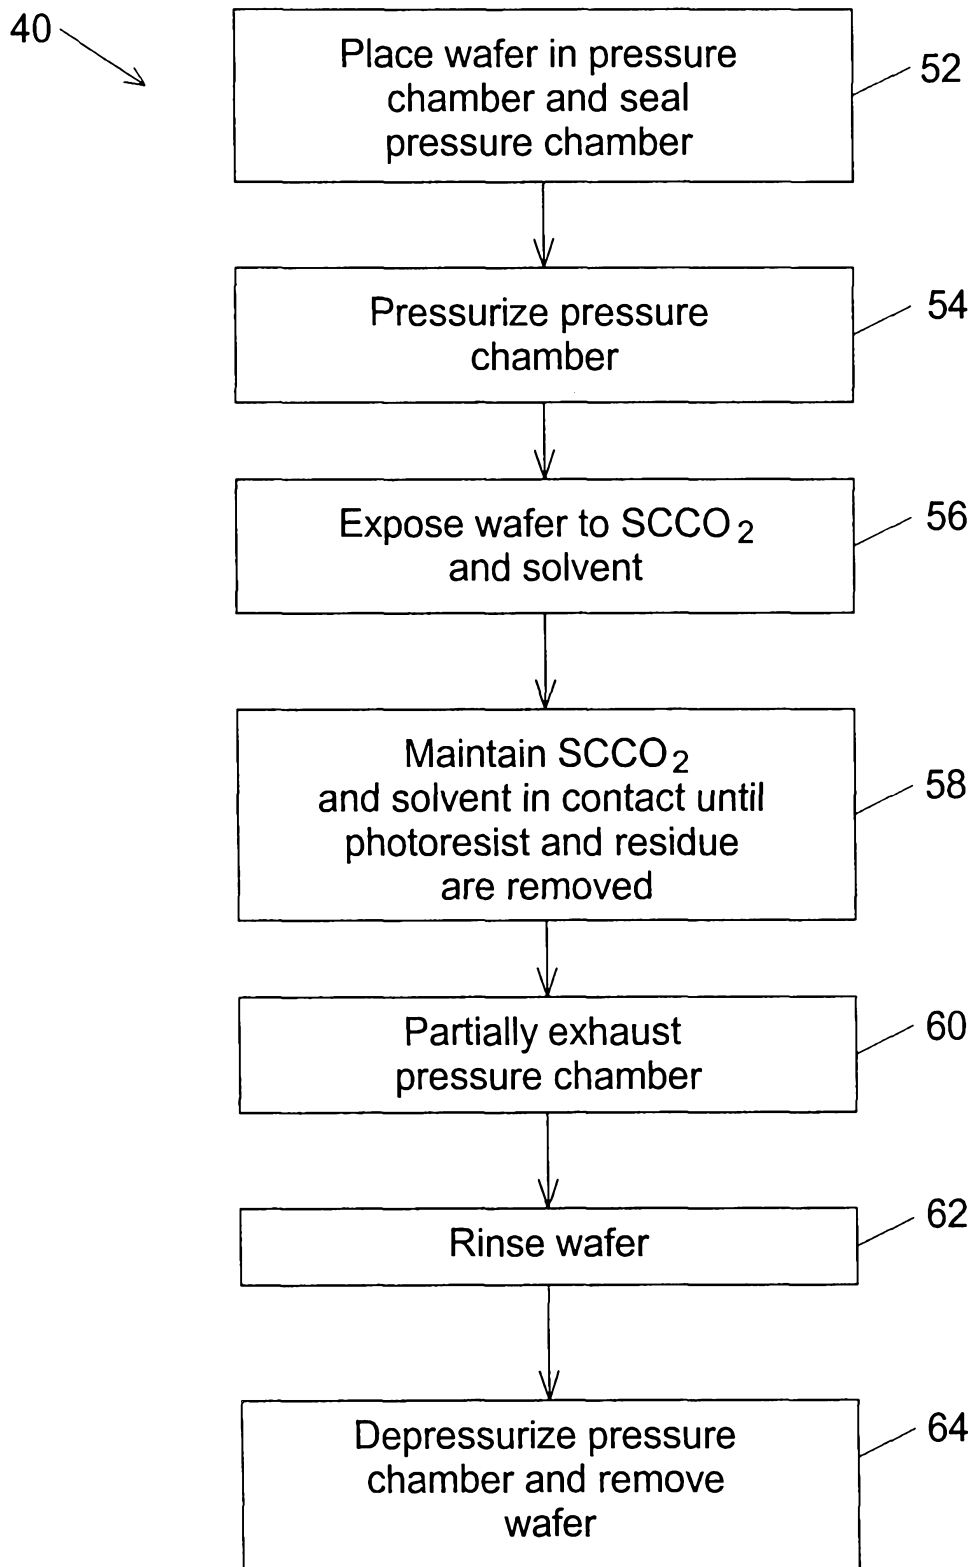 40
Place wafer in pressure
chamber and seal
pressure chamber
52
Pressurize pressure
chamber
54
Expose wafer to SCCO2
and solvent
56
Maintain SCCO2
and solvent in contact until
photoresist and residue
are removed
58
Partially exhaust
pressure chamber
60
Rinse wafer
62
Depressurize pressure
chamber and remove
wafer
64